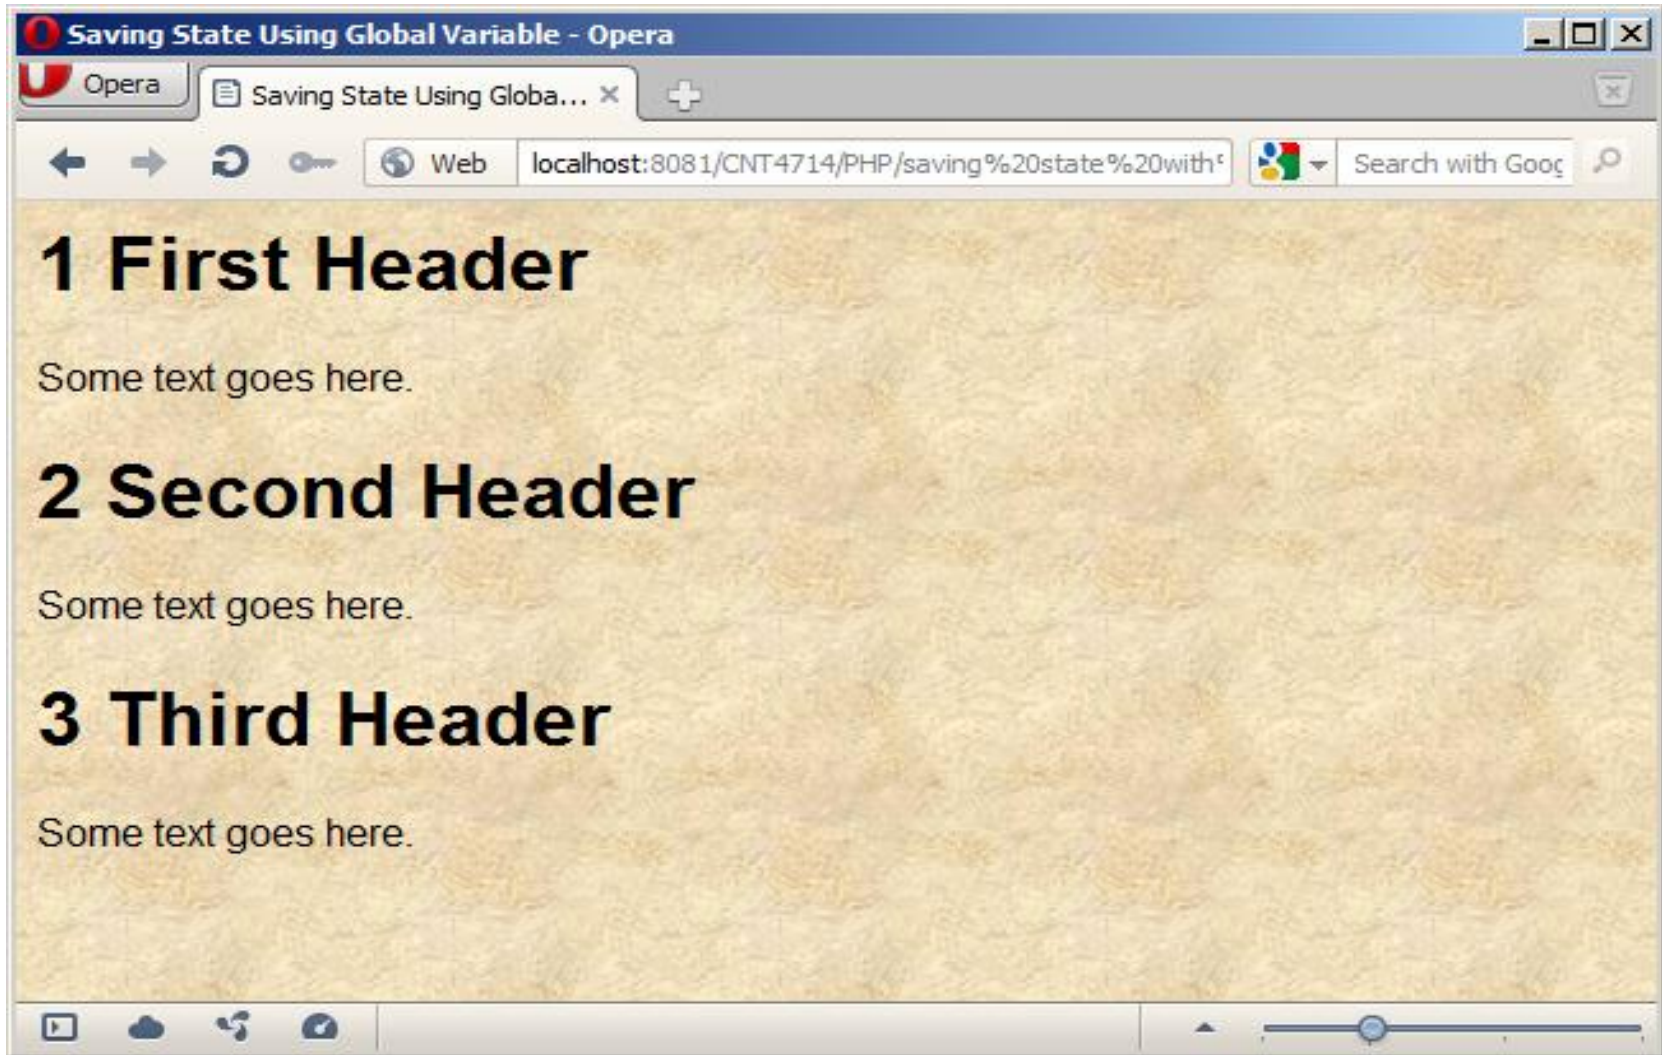 Saving State Using Global Variable - Opera
Opera
Saving State Using Globa...
Web
localhost:8081/CNT4714/PHP/saving%20state%20with%
Search with Goog
1 First Header
Some text goes here.
2 Second Header
Some text goes here.
3 Third Header
Some text goes here.